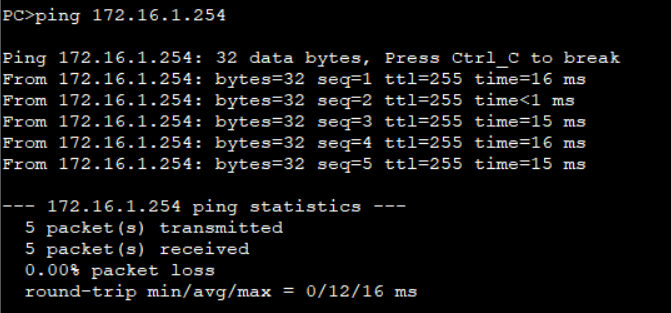 PC>ping 172.16.1.254
Ping 172.16.1.254: 32 data bytes, Press Ctrl_C to break
From 172.16.1.254: bytes=32 seq=1 ttl=255 time=16 ms
From 172.16.1.254: bytes=32 seq=2 ttl=255 time<1 ms
From 172.16.1.254: bytes=32 seq=3 ttl=255 time=15 ms
From 172.16.1.254: bytes=32 seq=4 ttl=255 time=16 ms
From 172.16.1.254: bytes=32 seq=5 ttl=255 time=15 ms
--- 172.16.1.254 ping statistics ---
5 packet(s) transmitted
5 packet(s) received
0.00% packet loss
round-trip min/avg/max = 0/12/16 ms